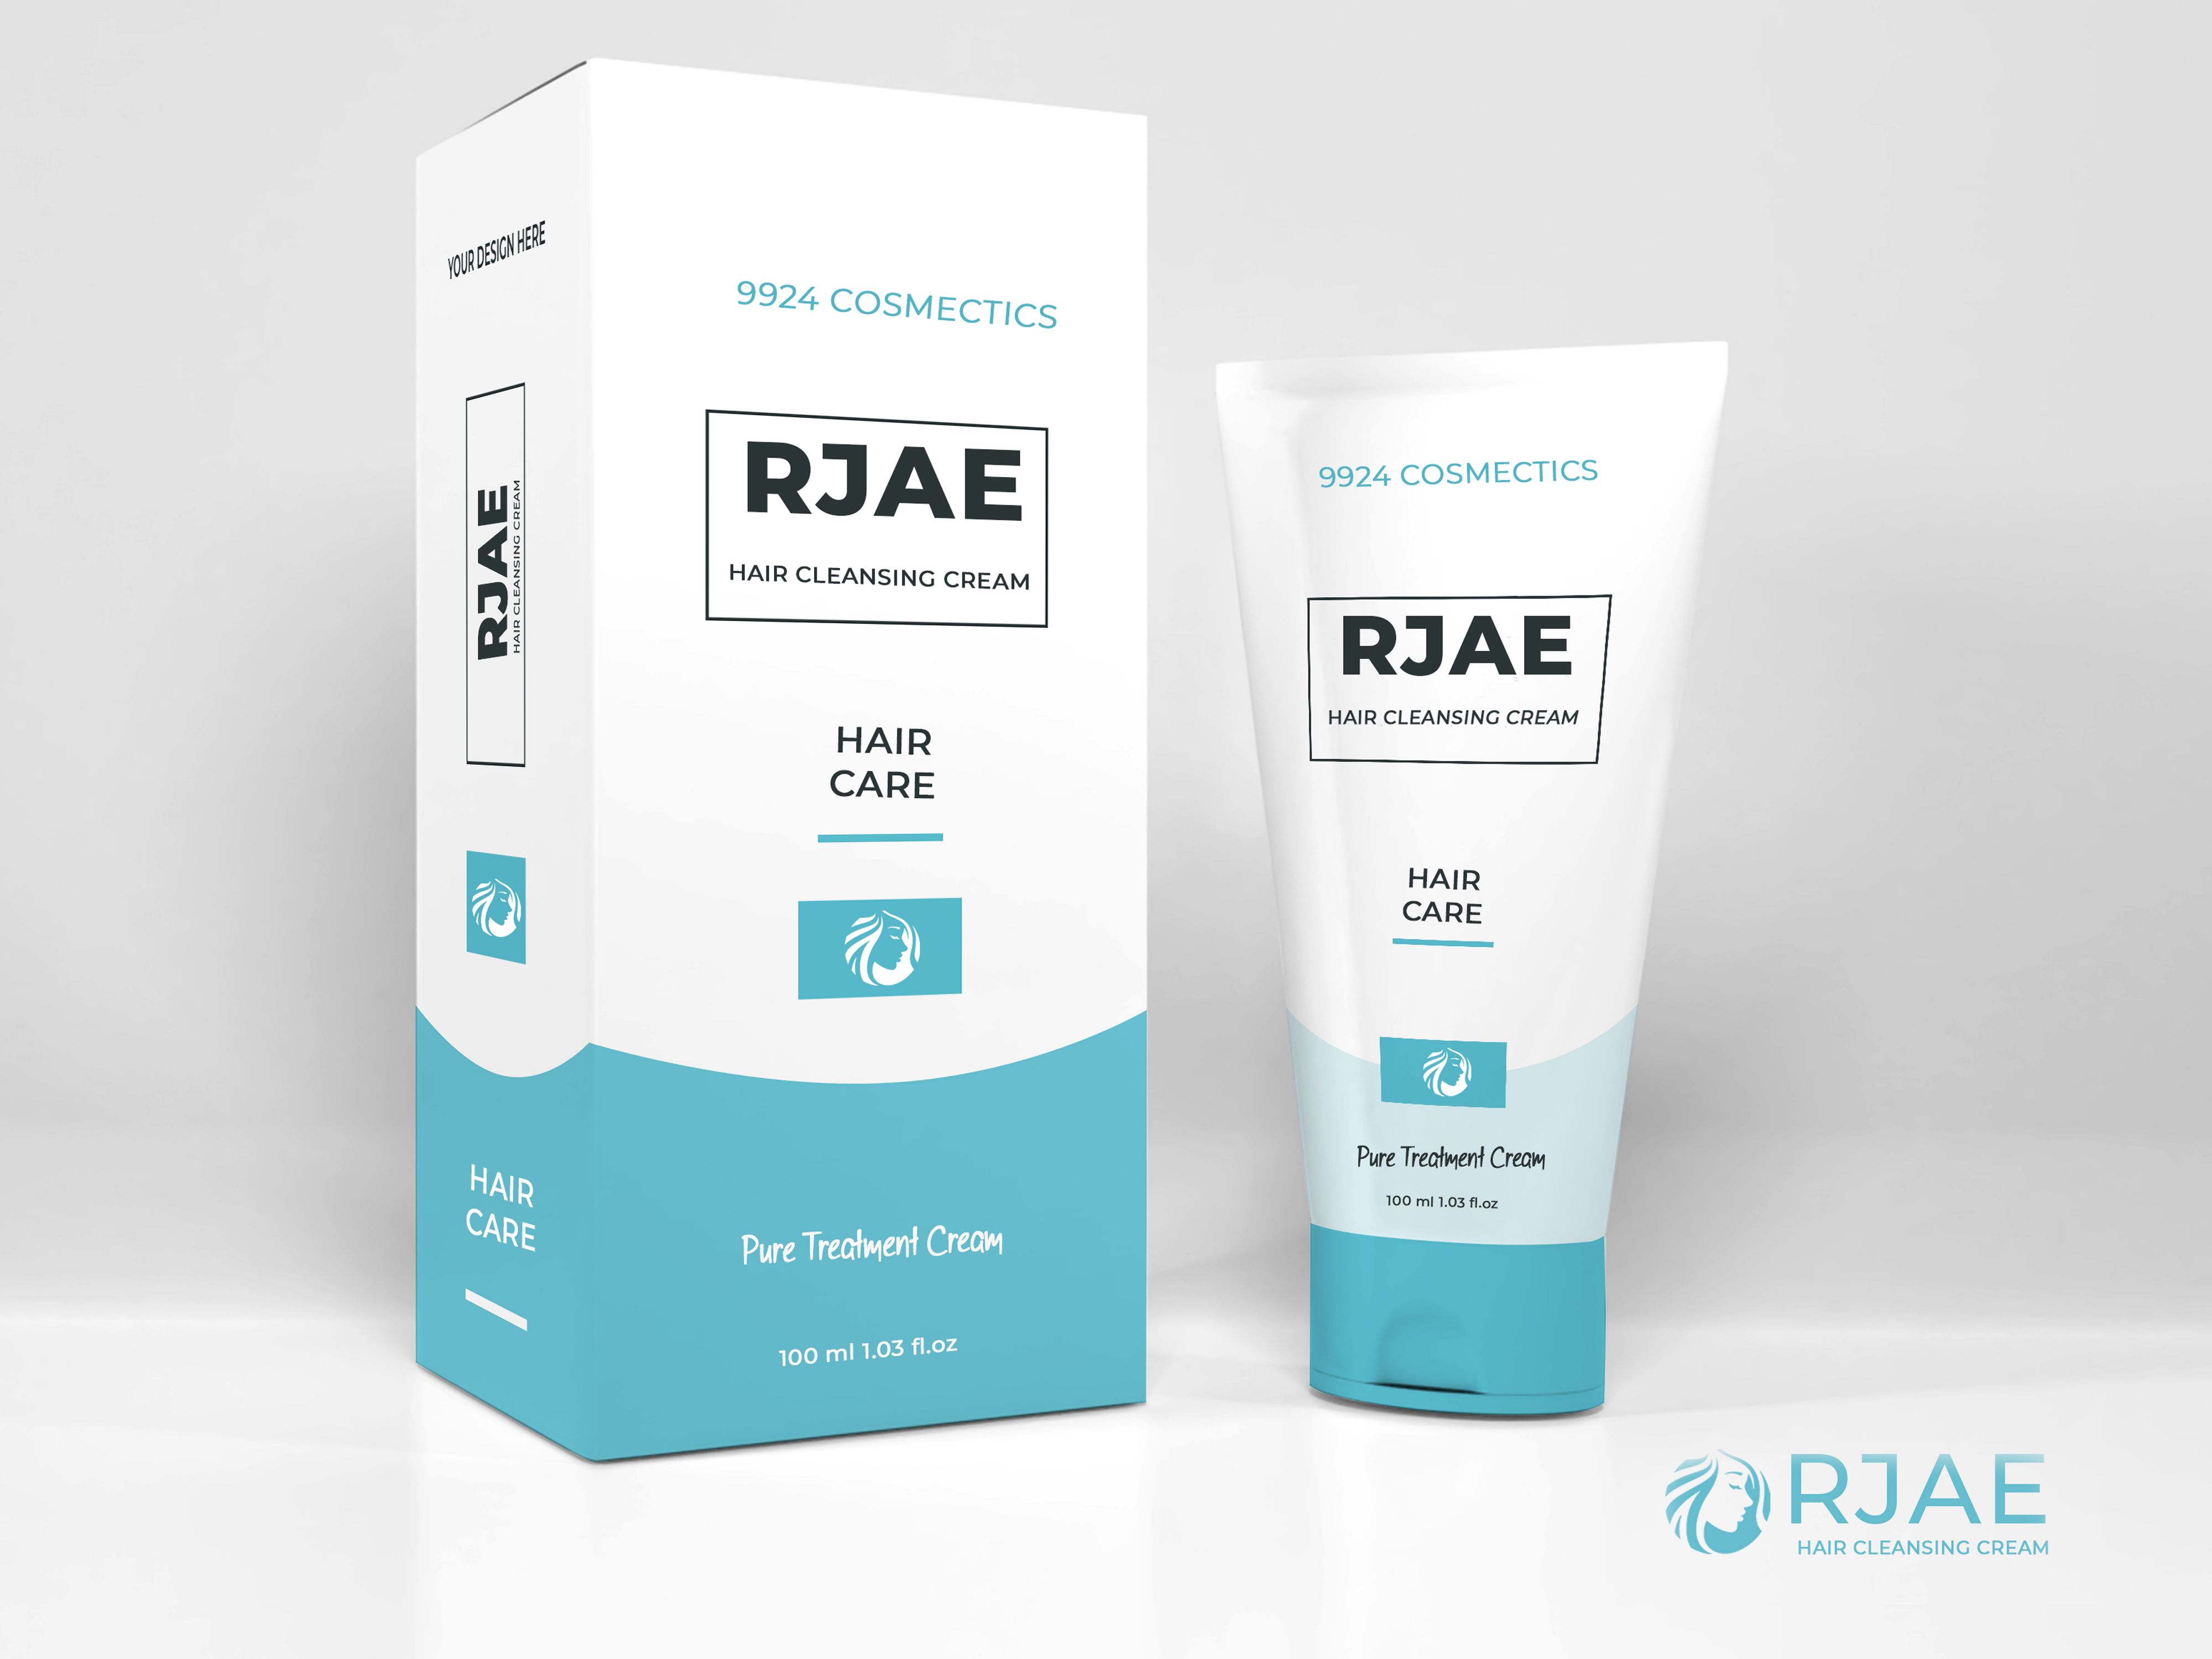 YOUR DESIGN HERE
RJAE
HAIR CLEANSING CREAM
HAIR
CARE
9924 COSMECTICS
RJAE
HAIR CLEANSING CREAM
HAIR
CARE
Pure Treatment Cream
100 ml 1.03 fl.oz
9924 COSMECTICS
RJAE
HAIR CLEANSING CREAM
HAIR
CARE
Pure Treatment Cream
100 ml 1.03 fl.oz
RJAE
HAIR CLEANSING CREAM